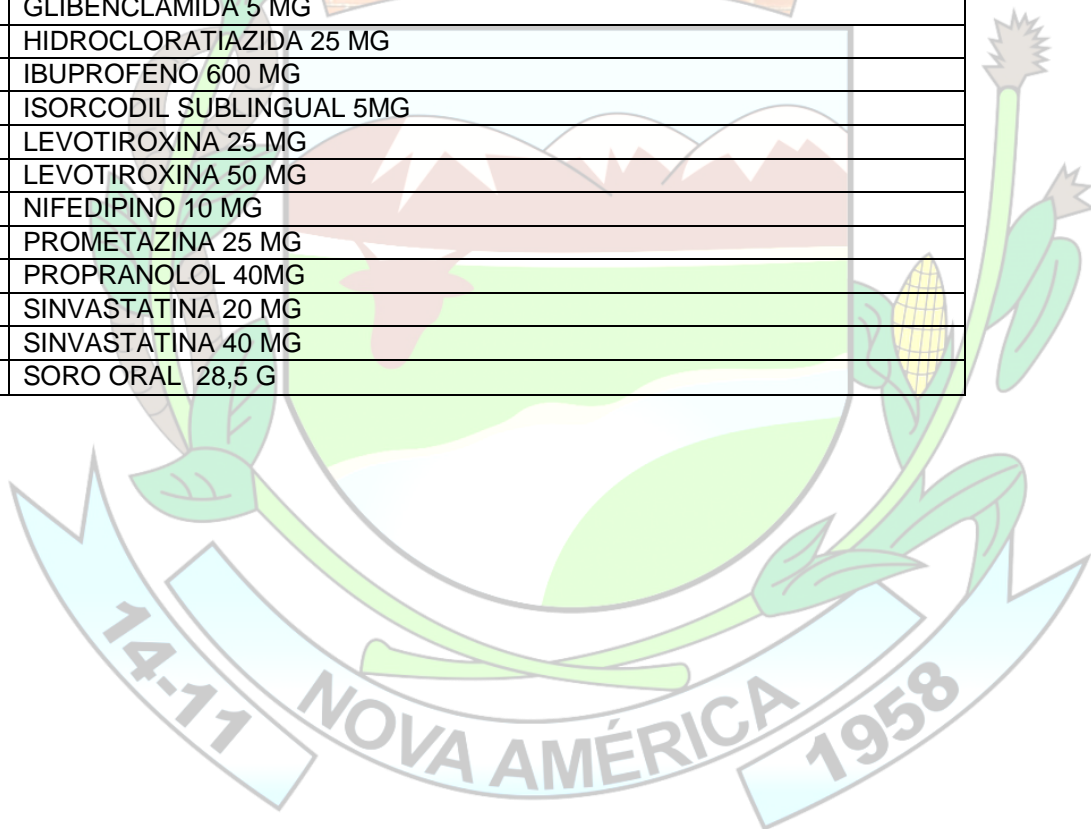 GLIBENCLAMIDA 5 MG
HIDROCLORATIAZIDA 25 MG
IBUPROFENO 600 MG
ISORCODIL SUBLINGUAL 5MG
LEVOTIROXINA 25 MG
LEVOTIROXINA 50 MG
NIFEDIPINO 10 MG
PROMETAZINA 25 MG
PROPRANOLOL 40MG
SINVASTATINA 20 MG
SINVASTATINA 40 MG
SORO ORAL 28,5 G
14-11
NOVA AMÉRICA
1958